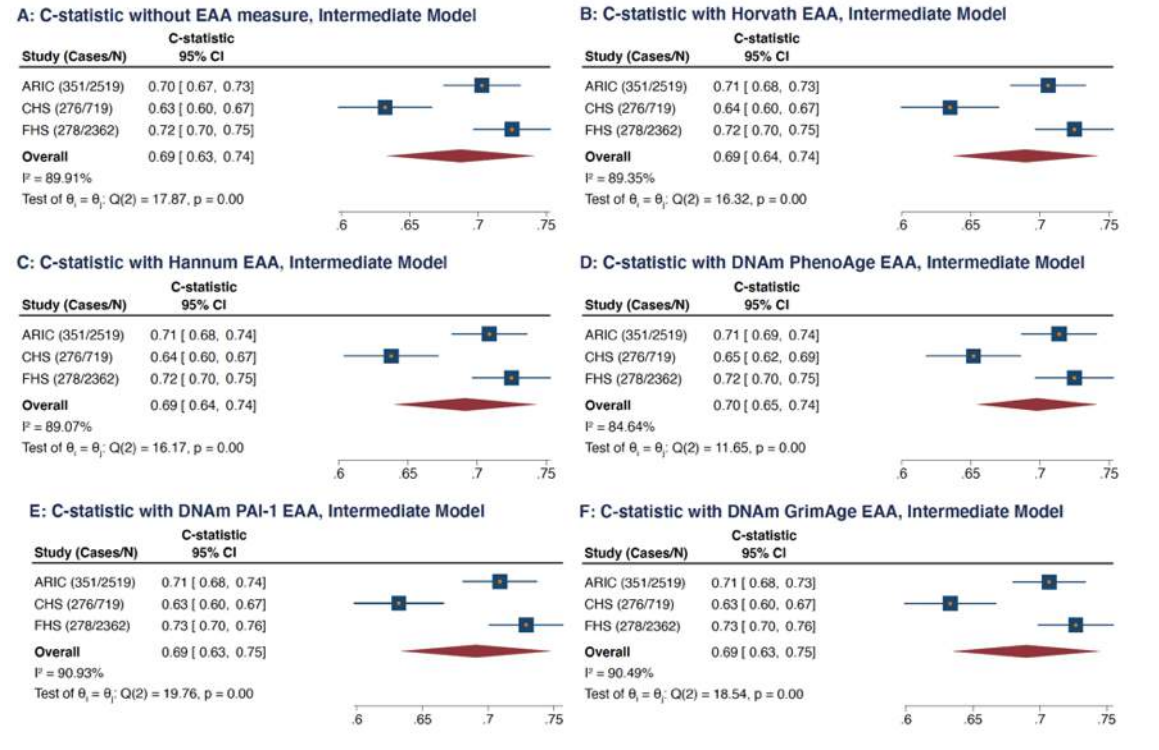 A: C-statistic without EAA measure, Intermediate Model
C-statistic
Study (Cases/N) 95% CI
ARIC (351/2519) 0.70 [ 0.67, 0.73]
CHS (276/719) 0.63 [ 0.60, 0.67]
FHS (278/2362) 0.72 [ 0.70, 0.75]
Overall 0.69 [ 0.63, 0.74]
I² = 89.91%
Test of θi = θj: Q(2) = 17.87, p = 0.00
.6 .65 .7 .75
B: C-statistic with Horvath EAA, Intermediate Model
C-statistic
Study (Cases/N) 95% CI
ARIC (351/2519) 0.71 [ 0.68, 0.73]
CHS (276/719) 0.64 [ 0.60, 0.67]
FHS (278/2362) 0.72 [ 0.70, 0.75]
Overall 0.69 [ 0.64, 0.74]
I² = 89.35%
Test of θi = θj: Q(2) = 16.32, p = 0.00
.6 .65 .7 .75
C: C-statistic with Hannum EAA, Intermediate Model
C-statistic
Study (Cases/N) 95% CI
ARIC (351/2519) 0.71 [ 0.68, 0.74]
CHS (276/719) 0.64 [ 0.60, 0.67]
FHS (278/2362) 0.72 [ 0.70, 0.75]
Overall 0.69 [ 0.64, 0.74]
I² = 89.07%
Test of θi = θj: Q(2) = 16.17, p = 0.00
.6 .65 .7 .75
D: C-statistic with DNAm PhenoAge EAA, Intermediate Model
C-statistic
Study (Cases/N) 95% CI
ARIC (351/2519) 0.71 [ 0.69, 0.74]
CHS (276/719) 0.65 [ 0.62, 0.69]
FHS (278/2362) 0.72 [ 0.70, 0.75]
Overall 0.70 [ 0.65, 0.74]
I² = 84.64%
Test of θi = θj: Q(2) = 11.65, p = 0.00
.6 .65 .7 .75
E: C-statistic with DNAm PAI-1 EAA, Intermediate Model
C-statistic
Study (Cases/N) 95% CI
ARIC (351/2519) 0.71 [ 0.68, 0.74]
CHS (276/719) 0.63 [ 0.60, 0.67]
FHS (278/2362) 0.73 [ 0.70, 0.76]
Overall 0.69 [ 0.63, 0.75]
I² = 90.93%
Test of θi = θj: Q(2) = 19.76, p = 0.00
.6 .65 .7 .75
F: C-statistic with DNAm GrimAge EAA, Intermediate Model
C-statistic
Study (Cases/N) 95% CI
ARIC (351/2519) 0.71 [ 0.68, 0.73]
CHS (276/719) 0.63 [ 0.60, 0.67]
FHS (278/2362) 0.73 [ 0.70, 0.76]
Overall 0.69 [ 0.63, 0.75]
I² = 90.49%
Test of θi = θj: Q(2) = 18.54, p = 0.00
.6 .65 .7 .75